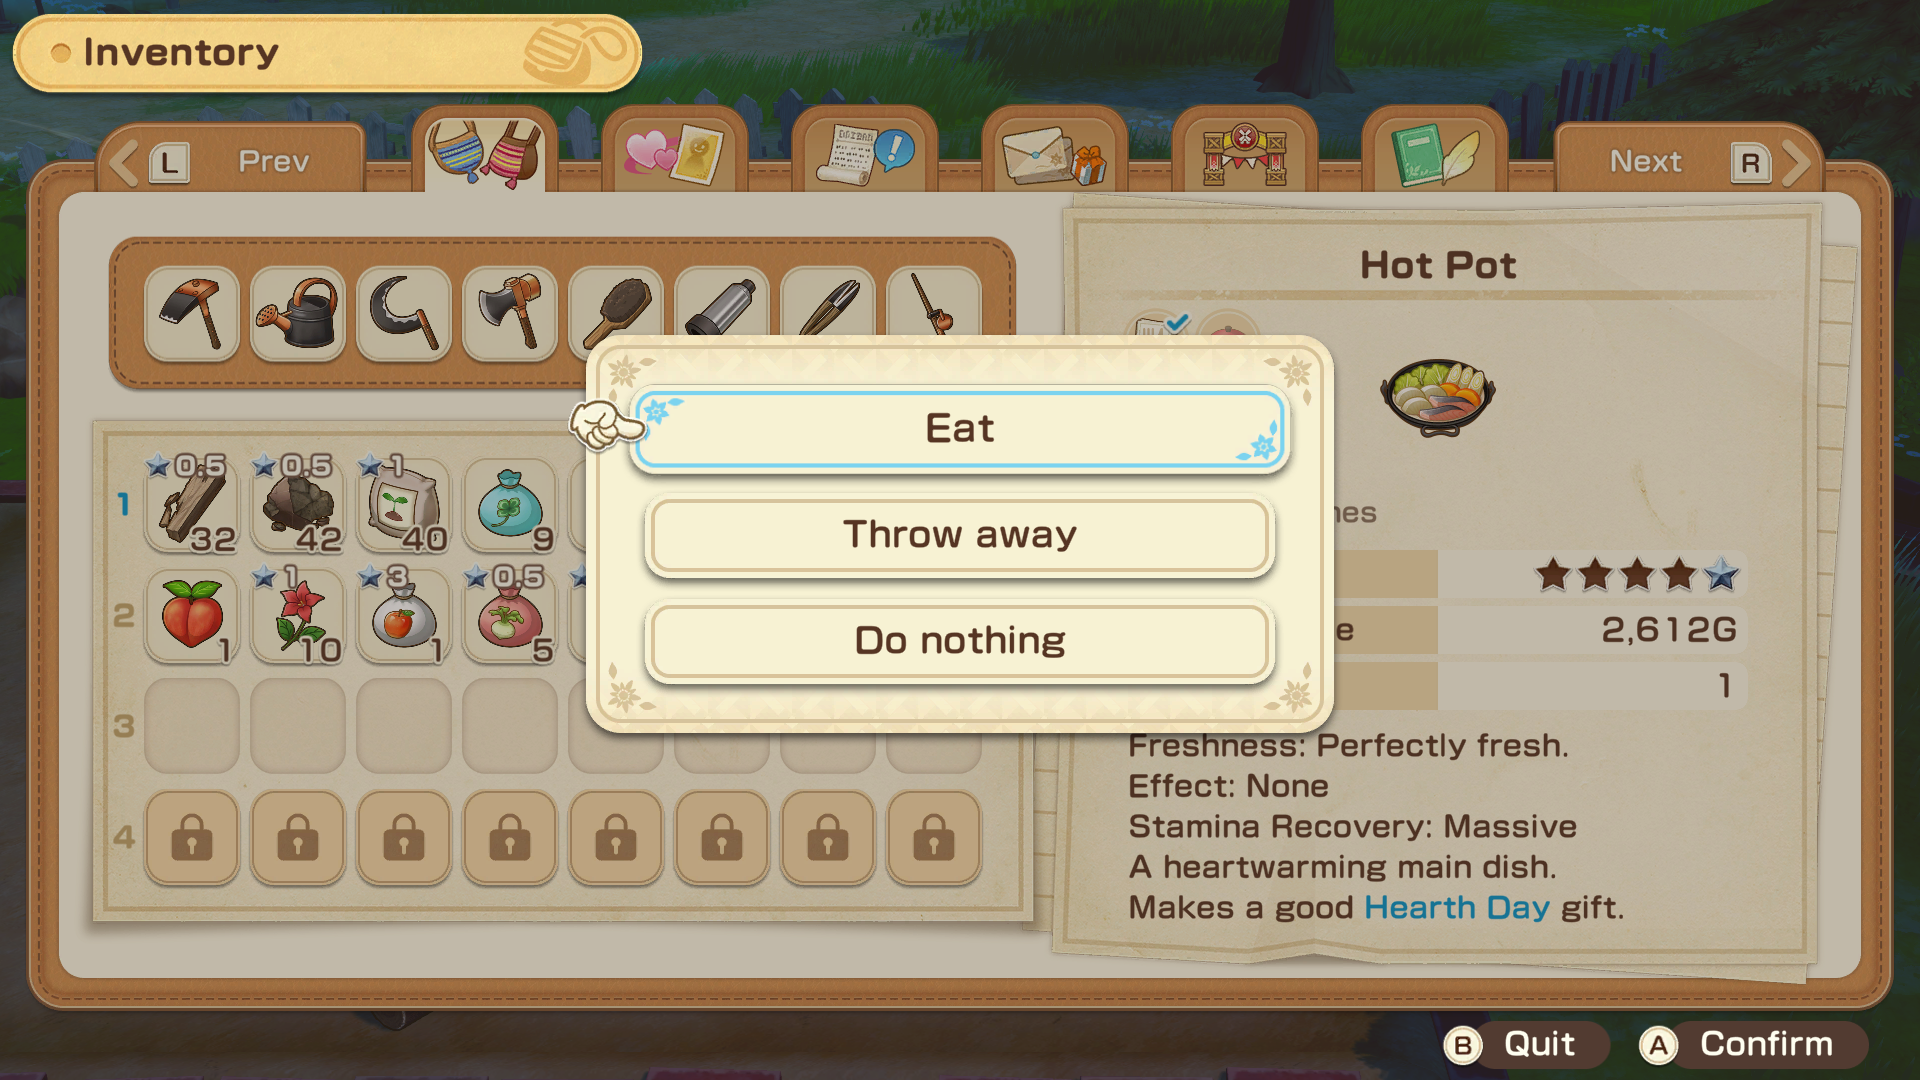 Inventory
L Prev
Next R
Hot Pot
1
0.5
32
0.5
42
1
40
9
2
1
1
10
3
1
0.5
5
3
4
Eat
Throw away
Do nothing
2,612G
1
Freshness: Perfectly fresh.
Effect: None
Stamina Recovery: Massive
A heartwarming main dish.
Makes a good Hearth Day gift.
B Quit
A Confirm